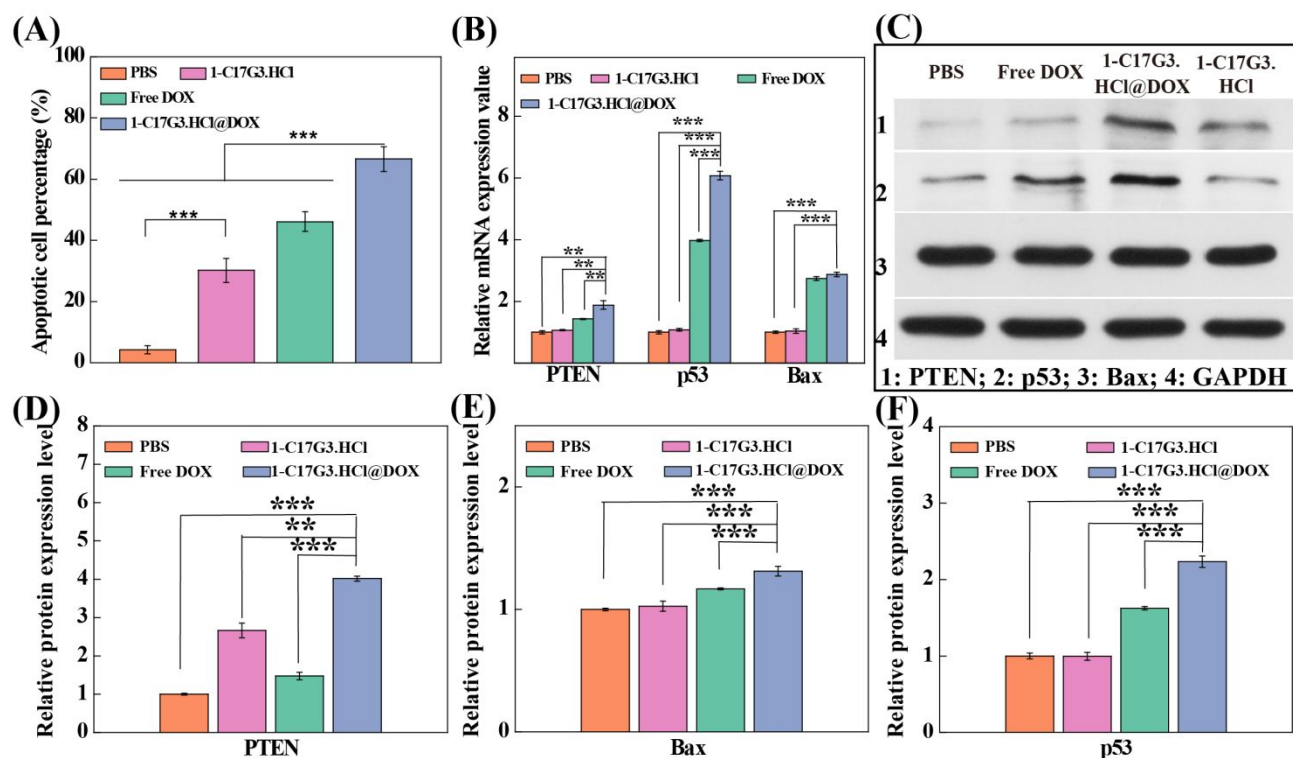 (A)
Apoptotic cell percentage (%)
100
80
60
40
20
0
PBS
1-C17G3.HCl
Free DOX
1-C17G3.HCl@DOX
***
***
(B)
Relative mRNA expression value
8
6
4
2
PBS
1-C17G3.HCl
Free DOX
1-C17G3.HCl@DOX
**
**
**
***
***
***
***
***
PTEN
p53
Bax
(C)
PBS
Free DOX
1-C17G3.
HCl@DOX
1-C17G3.
HCl
1
2
3
4
1: PTEN; 2: p53; 3: Bax; 4: GAPDH
(D)
Relative protein expression level
8
7
6
5
4
3
2
1
0
PBS
1-C17G3.HCl
Free DOX
1-C17G3.HCl@DOX
***
**
***
PTEN
(E)
Relative protein expression level
2
1
0
PBS
1-C17G3.HCl
Free DOX
1-C17G3.HCl@DOX
***
***
***
Bax
(F)
Relative protein expression level
4
3
2
1
0
PBS
1-C17G3.HCl
Free DOX
1-C17G3.HCl@DOX
***
***
***
p53